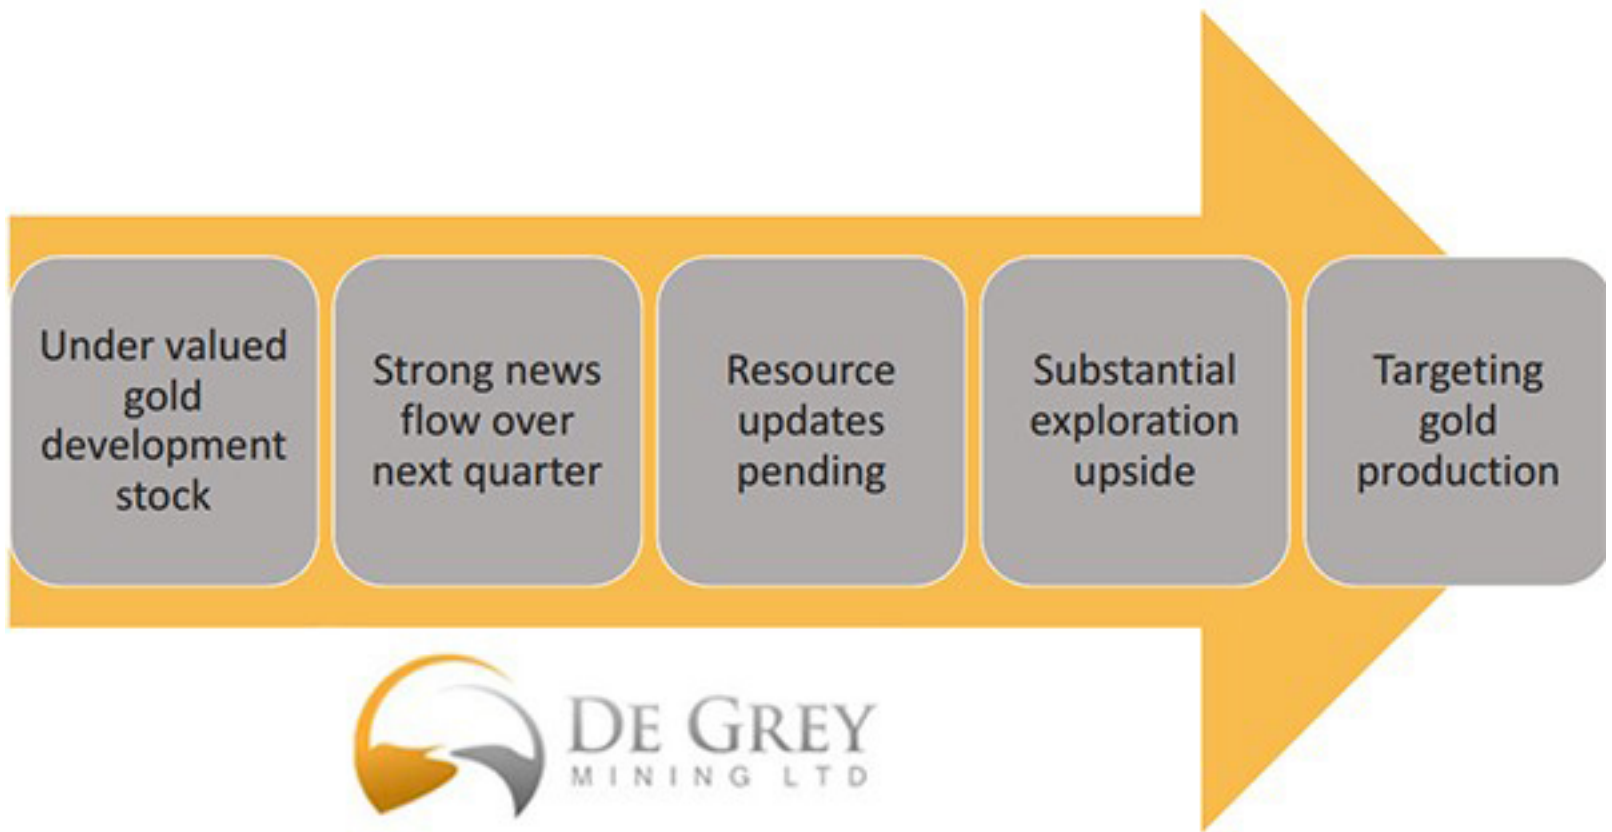 Under valued
gold
development
stock
Strong news
flow over
next quarter
Resource
updates
pending
Substantial
exploration
upside
Targeting
gold
production
DE GREY
MINING LTD